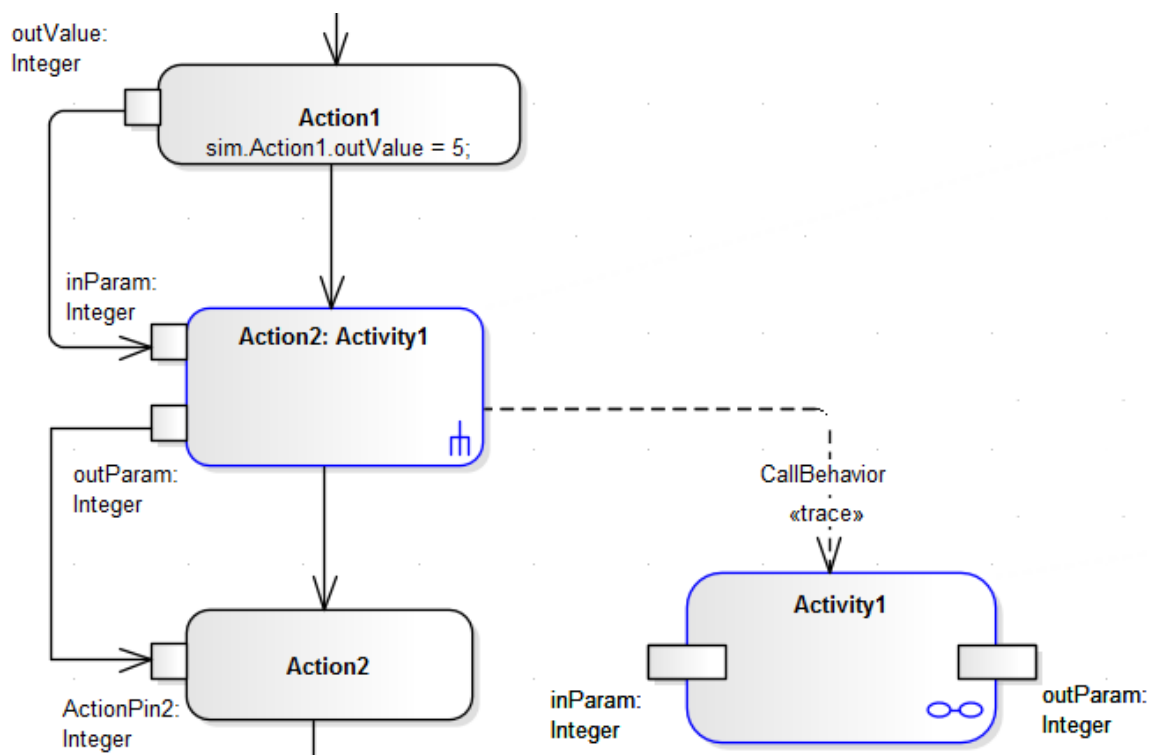 outValue:
Integer
Action1
sim.Action1.outValue = 5;
inParam:
Integer
Action2: Activity1
outParam:
Integer
CallBehavior
«trace»
Activity1
Action2
inParam:
Integer
outParam:
Integer
ActionPin2:
Integer